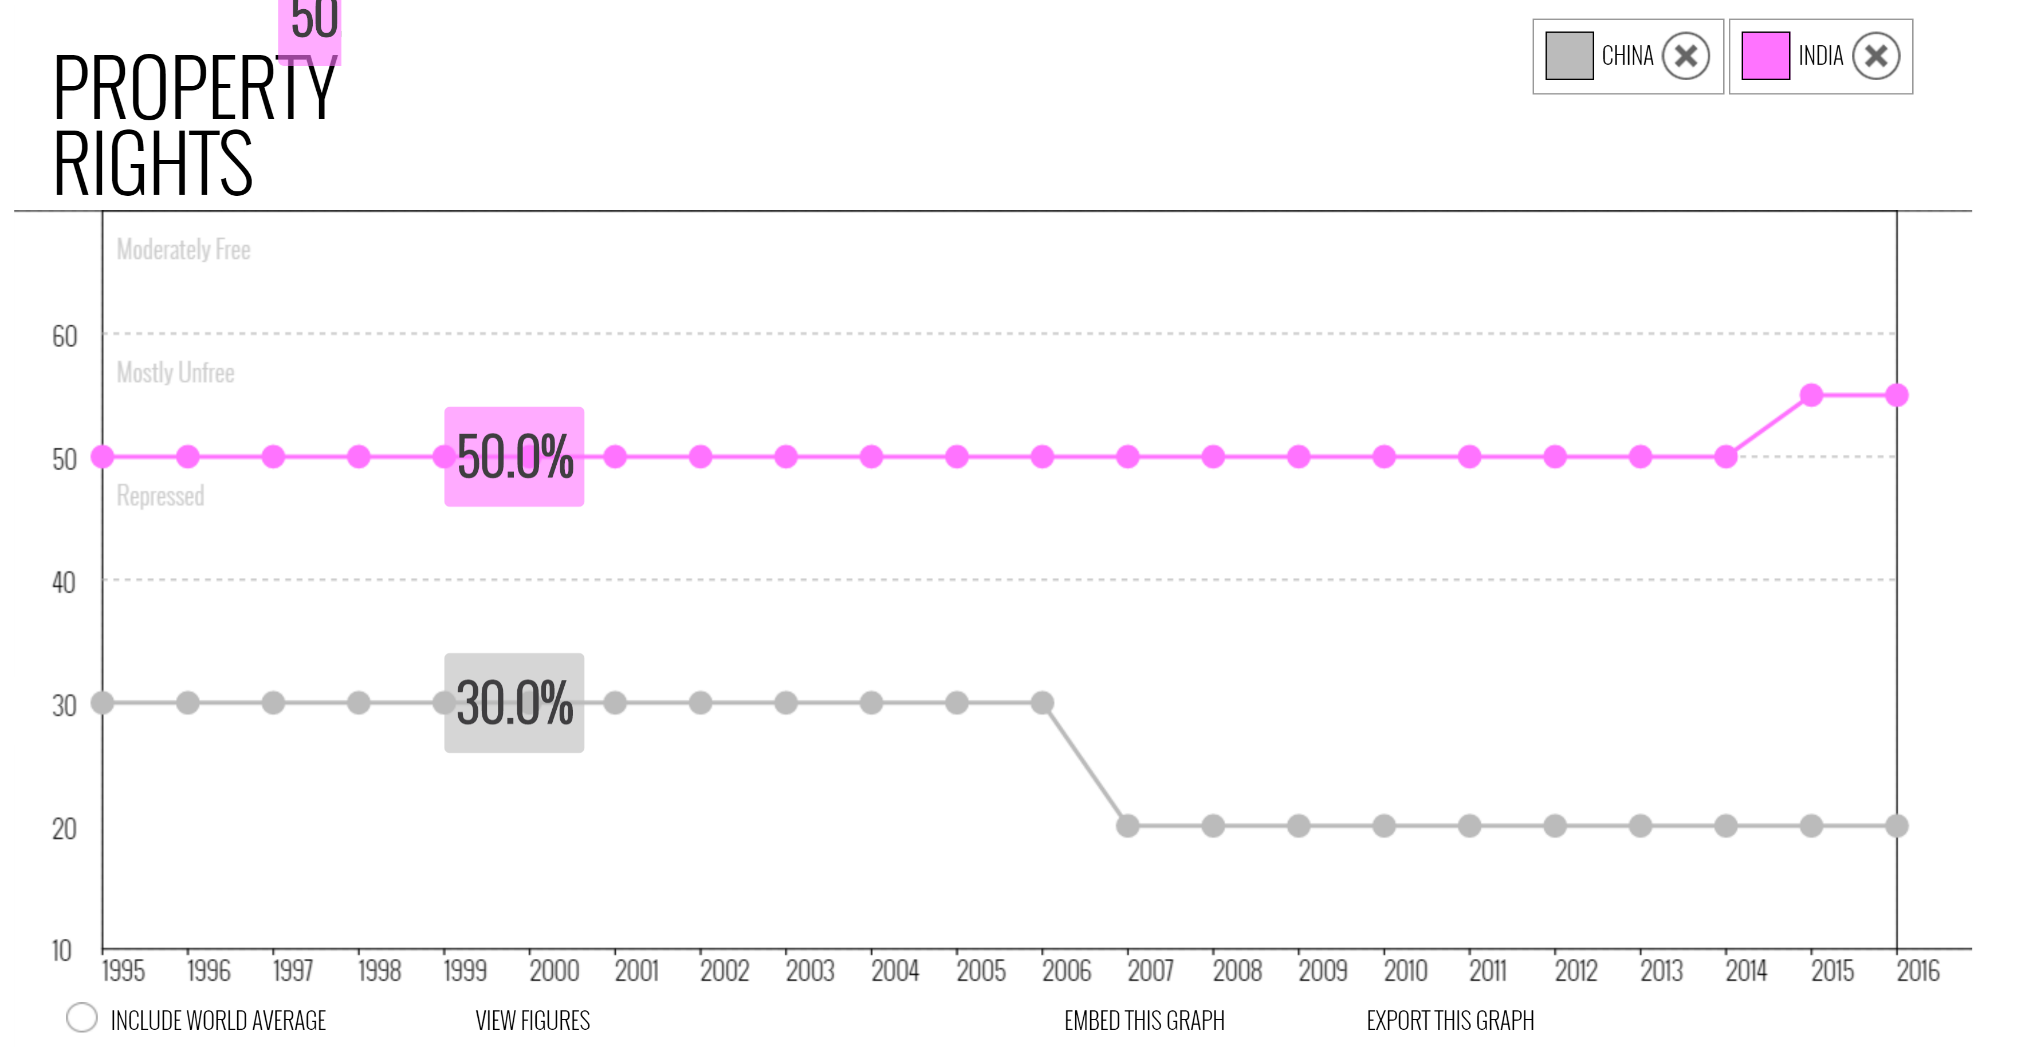 50
PROPERTY
RIGHTS
CHINA
INDIA
Moderately Free
60
Mostly Unfree
50
50.0%
Repressed
40
30
30.0%
20
10
1995 1996 1997 1998 1999 2000 2001 2002 2003 2004 2005 2006 2007 2008 2009 2010 2011 2012 2013 2014 2015 2016
INCLUDE WORLD AVERAGE VIEW FIGURES EMBED THIS GRAPH EXPORT THIS GRAPH